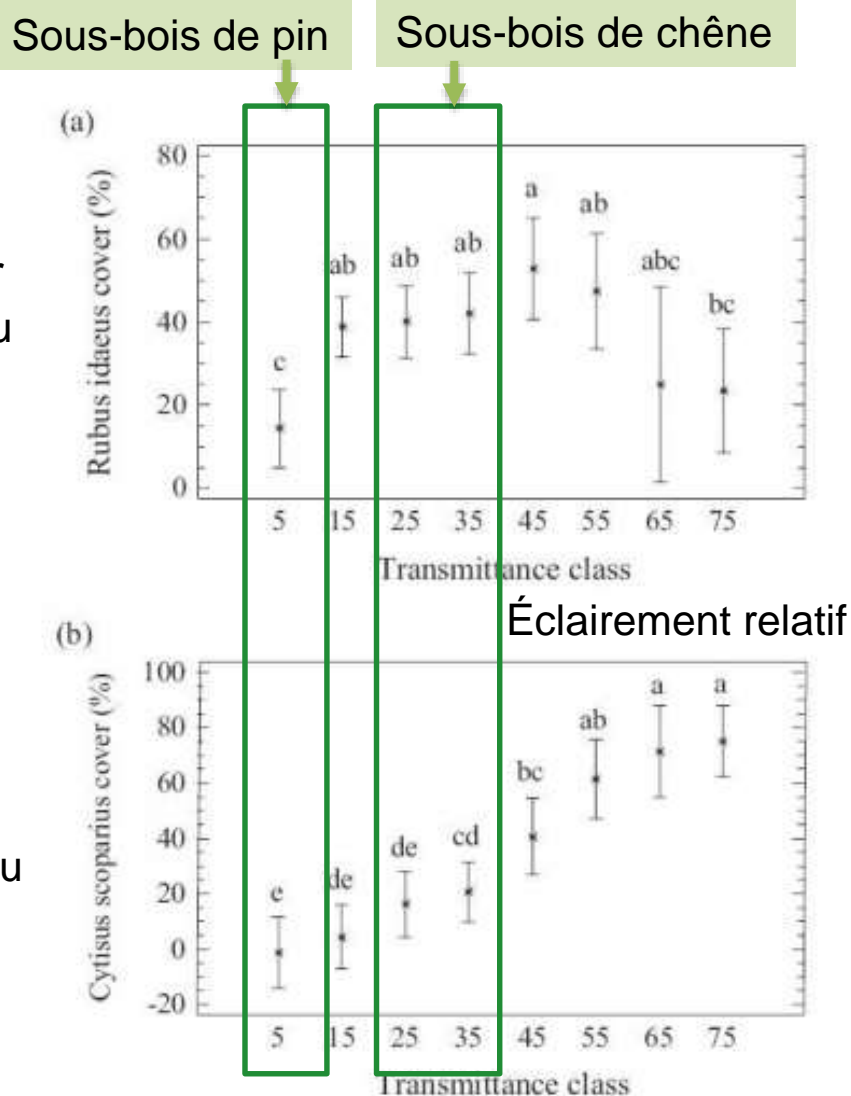 Sous-bois de pin
Sous-bois de chêne
(a)
Rubus idaeus cover (%)
80
60
40
20
0
c
ab
ab
ab
a
ab
abc
bc
5 15 25 35 45 55 65 75
Transmittance class
Éclairement relatif
(b)
Cytisus scoparius cover (%)
100
80
60
40
20
0
-20
e
de
de
cd
bc
ab
a
a
5 15 25 35 45 55 65 75
Transmittance class
u
u